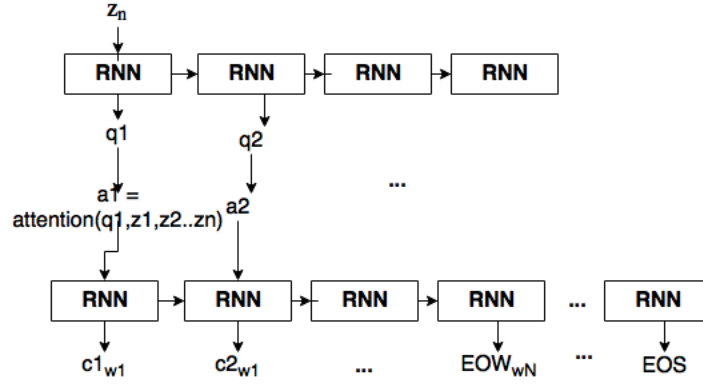 zn
RNN RNN RNN RNN
q1 q2
a1 =
attention(q1,z1,z2..zn) a2 ...
RNN RNN RNN RNN ... RNN
c1w1 c2w1 ... EOWwN ... EOS